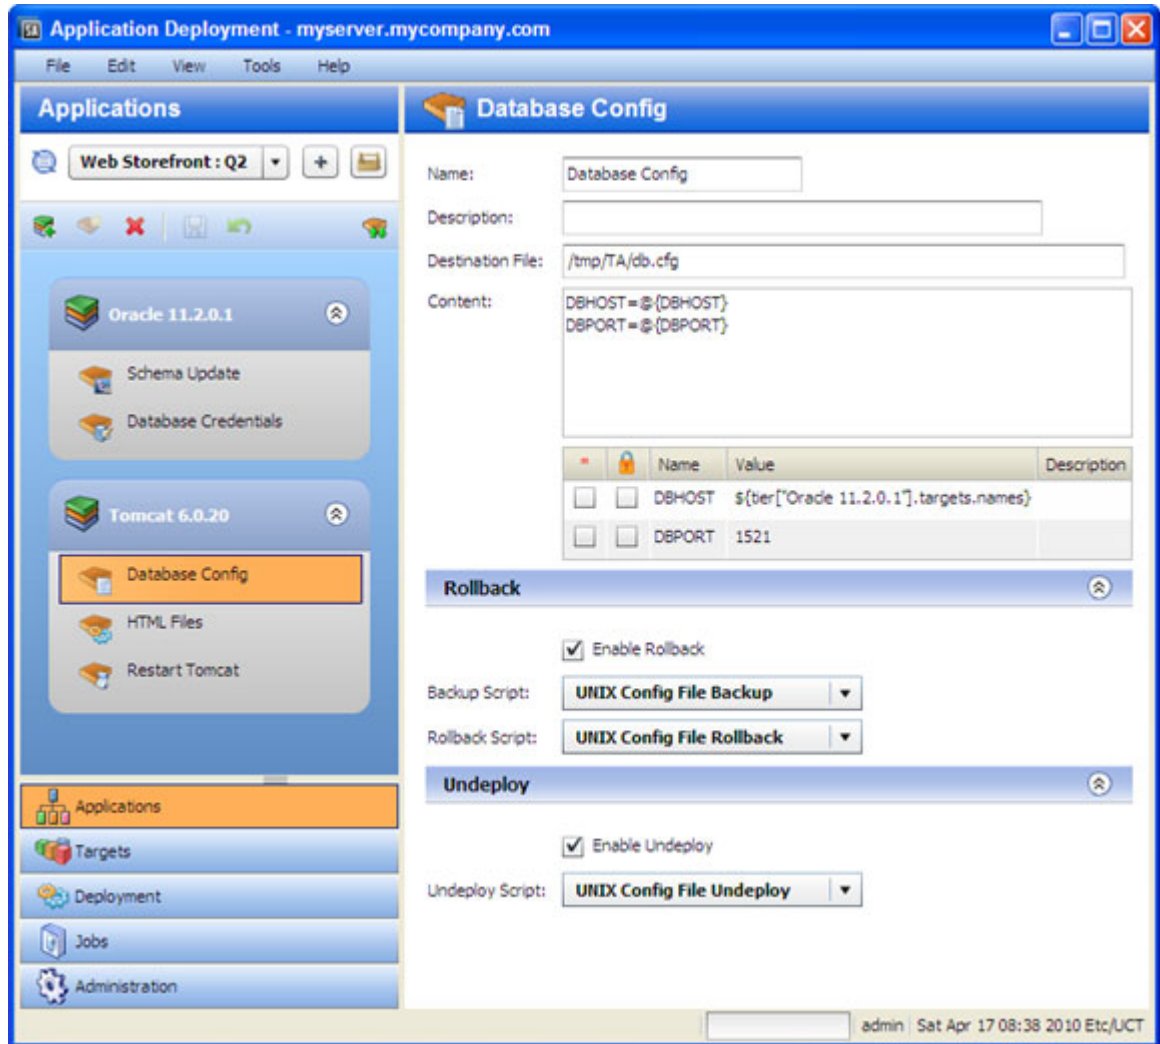 Application Deployment - myserver.mycompany.com
File Edit View Tools Help
Applications
Web Storefront : Q2
+
Oracle 11.2.0.1
Schema Update
Database Credentials
Tomcat 6.0.20
Database Config
HTML Files
Restart Tomcat
Applications
Targets
Deployment
Jobs
Administration
Database Config
Name: Database Config
Description:
Destination File: /tmp/TA/db.cfg
Content: DBHOST=@{DBHOST}
DBPORT=@{DBPORT}
* Name Value Description
DBHOST ${tier["Oracle 11.2.0.1"].targets.names}
DBPORT 1521
Rollback
Enable Rollback
Backup Script: UNIX Config File Backup
Rollback Script: UNIX Config File Rollback
Undeploy
Enable Undeploy
Undeploy Script: UNIX Config File Undeploy
admin Sat Apr 17 08:38 2010 Etc/UCT